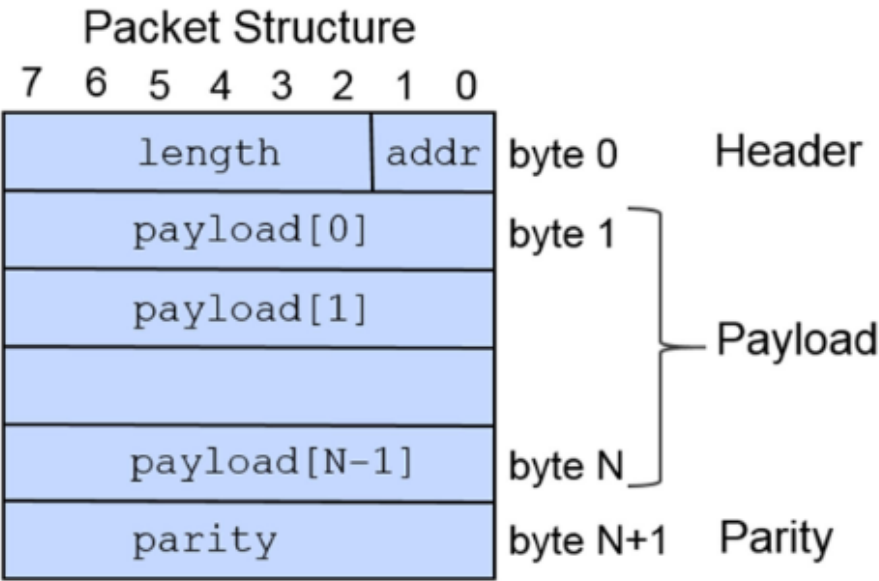 Packet Structure
7 6 5 4 3 2 1 0
length addr byte 0 Header
payload[0] byte 1
payload[1]
Payload
payload[N-1] byte N
parity byte N+1 Parity